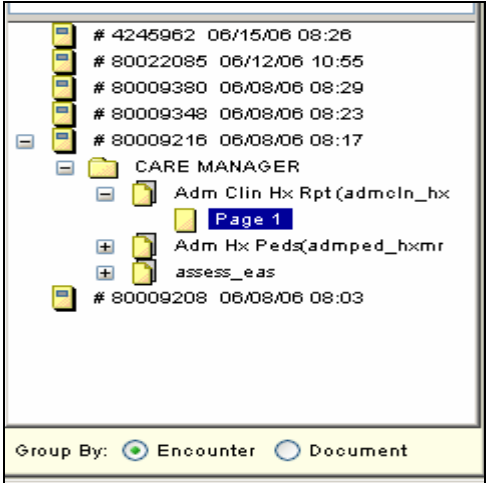 # 4245962 06/15/06 08:26
# 80022085 06/12/06 10:55
# 80009380 06/08/06 08:29
# 80009348 06/08/06 08:23
# 80009216 06/08/06 08:17
CARE MANAGER
Adm Clin Hx Rpt(admcln_hx
Page 1
Adm Hx Peds(admped_hxmr
assess_eas
# 80009208 06/08/06 08:03
Group By: Encounter Document